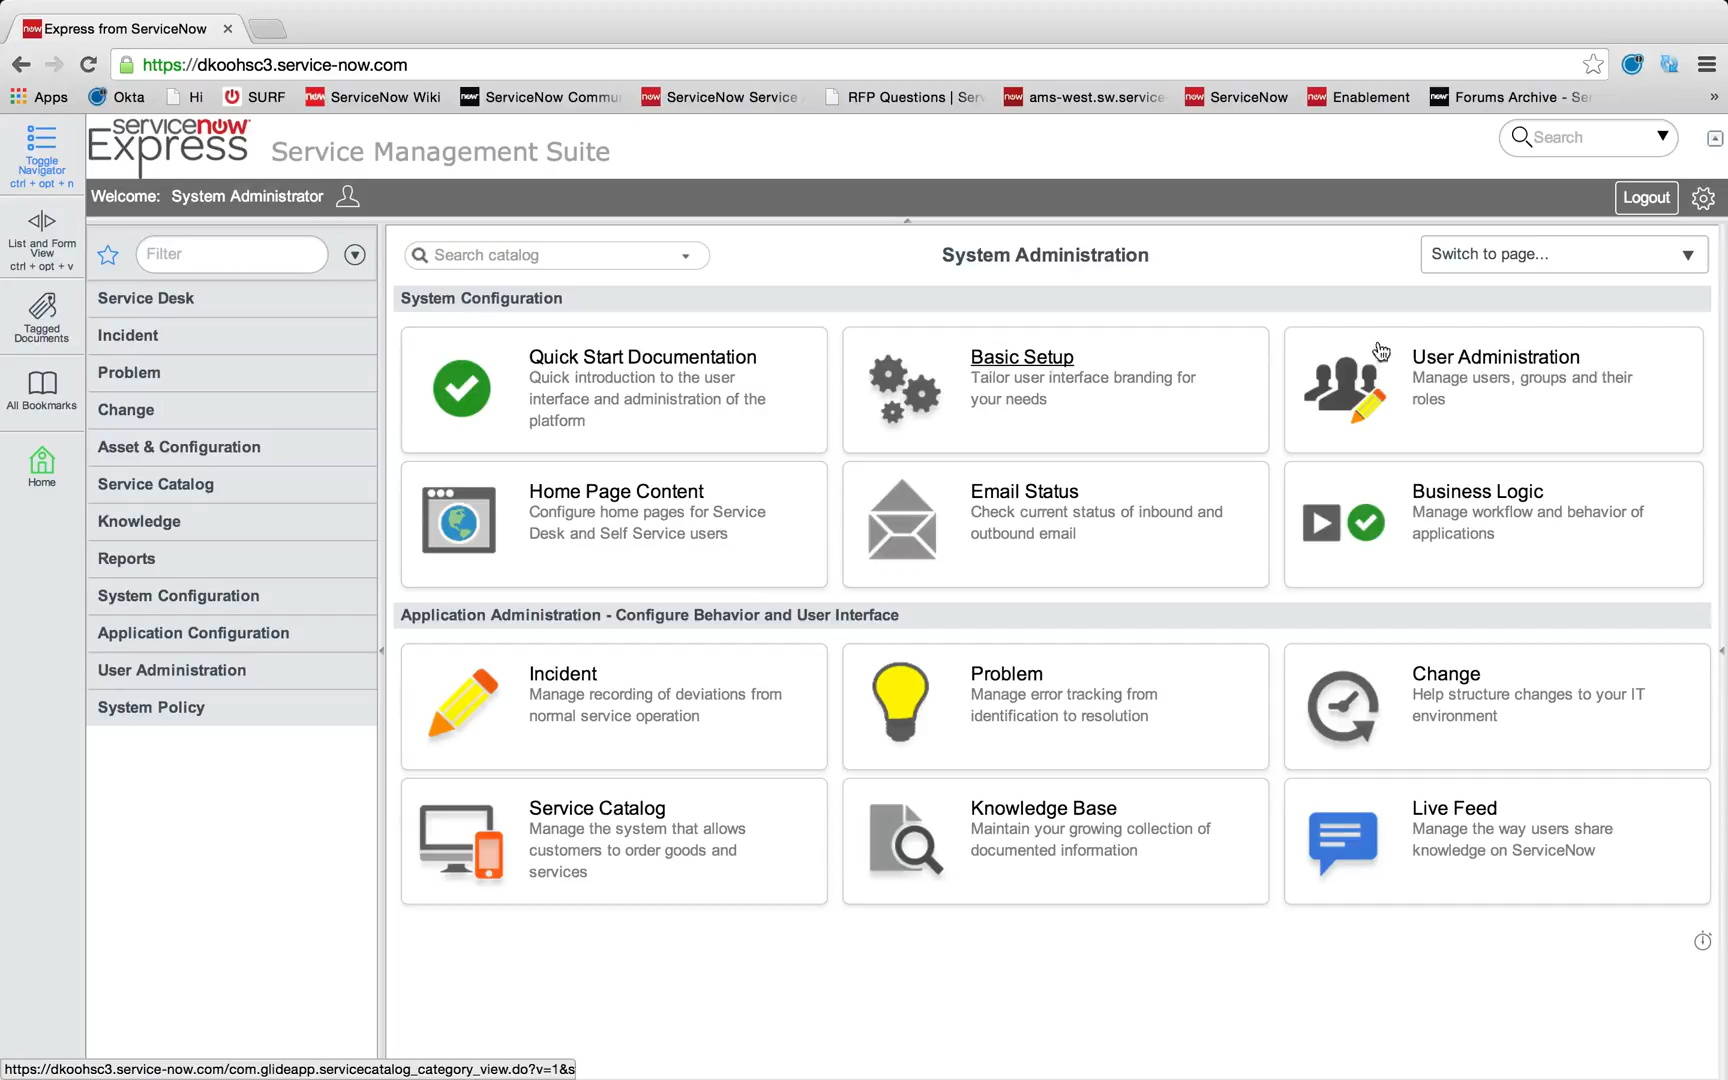 now Express from ServiceNow
https://dkoohsc3.service-now.com
Apps Okta Hi SURF now ServiceNow Wiki now ServiceNow Commu now ServiceNow Service RFP Questions | Serv now ams-west.sw.service- now ServiceNow now Enablement now Forums Archive - Ser »
servicenow
Express Service Management Suite
Search
Welcome: System Administrator
Logout
Toggle
Navigator
ctrl + opt + n
List and Form
View
ctrl + opt + v
Tagged
Documents
All Bookmarks
Home
Filter
Service Desk
Incident
Problem
Change
Asset & Configuration
Service Catalog
Knowledge
Reports
System Configuration
Application Configuration
User Administration
System Policy
Search catalog
System Administration
Switch to page...
System Configuration
Quick Start Documentation
Quick introduction to the user
interface and administration of the
platform
Basic Setup
Tailor user interface branding for
your needs
User Administration
Manage users, groups and their
roles
Home Page Content
Configure home pages for Service
Desk and Self Service users
Email Status
Check current status of inbound and
outbound email
Business Logic
Manage workflow and behavior of
applications
Application Administration - Configure Behavior and User Interface
Incident
Manage recording of deviations from
normal service operation
Problem
Manage error tracking from
identification to resolution
Change
Help structure changes to your IT
environment
Service Catalog
Manage the system that allows
customers to order goods and
services
Knowledge Base
Maintain your growing collection of
documented information
Live Feed
Manage the way users share
knowledge on ServiceNow
https://dkoohsc3.service-now.com/com.glideapp.servicecatalog_category_view.do?v=1&s